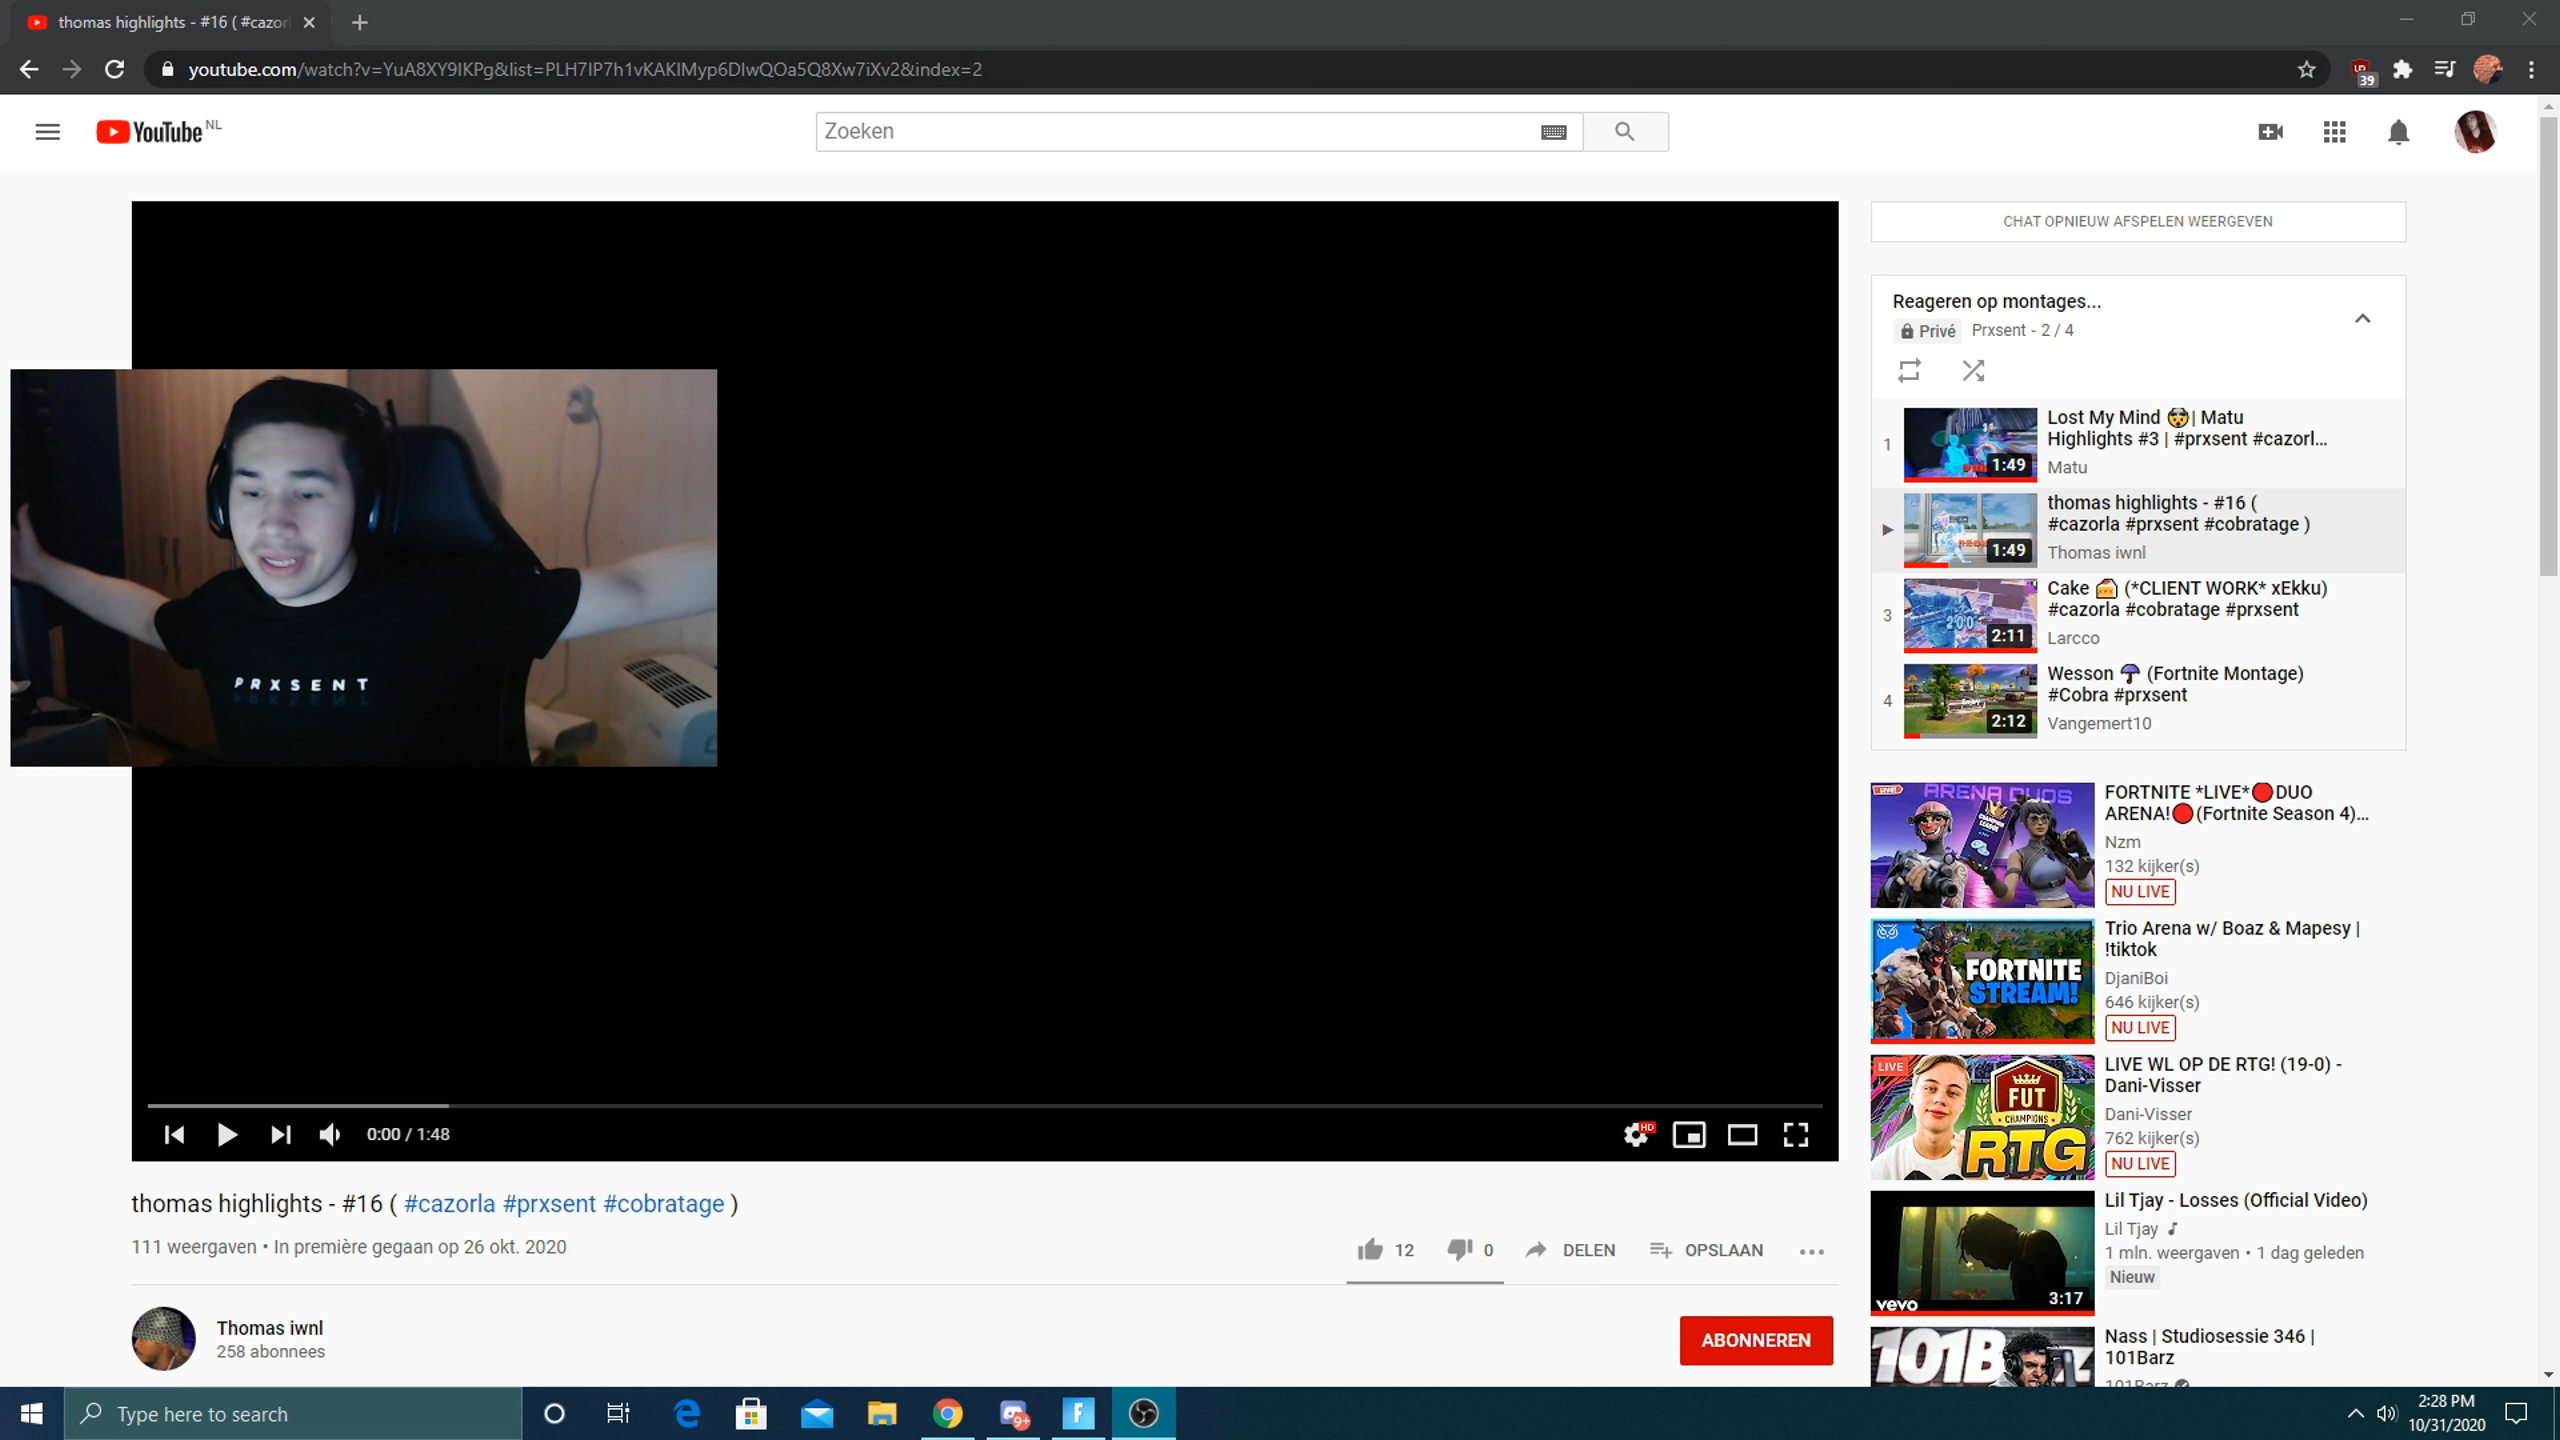 thomas highlights - #16 ( #cazorl
youtube.com/watch?v=YuA8XY9IKPg&list=PLH7IP7h1vKAKIMyp6DlwQOa5Q8Xw7iXv2&index=2
39
YouTube NL
Zoeken
CHAT OPNIEUW AFSPELEN WEERGEVEN
Reageren op montages...
Privé Prxsent - 2 / 4
1
1:49
Lost My Mind 🤯| Matu
Highlights #3 | #prxsent #cazorl...
Matu
1:49
thomas highlights - #16 (
#cazorla #prxsent #cobratage )
Thomas iwnl
3
200
2:11
Cake 🍰 (*CLIENT WORK* xEkku)
#cazorla #cobratage #prxsent
Larcco
4
2:12
Wesson ☂ (Fortnite Montage)
#Cobra #prxsent
Vangemert10
PRXSENT
ARENA DUOS
FORTNITE *LIVE*🔴DUO
ARENA!🔴(Fortnite Season 4)...
Nzm
132 kijker(s)
NU LIVE
FORTNITE
STREAM!
Trio Arena w/ Boaz & Mapesy |
!tiktok
DjaniBoi
646 kijker(s)
NU LIVE
LIVE
FUT
CHAMPIONS
RTG
LIVE WL OP DE RTG! (19-0) -
Dani-Visser
Dani-Visser
762 kijker(s)
NU LIVE
vevo
3:17
Lil Tjay - Losses (Official Video)
Lil Tjay
1 mln. weergaven • 1 dag geleden
Nieuw
101B z
Nass | Studiosessie 346 |
101Barz
101Barz
0:00 / 1:48
HD
thomas highlights - #16 ( #cazorla #prxsent #cobratage )
111 weergaven • In première gegaan op 26 okt. 2020
12
0
DELEN
OPSLAAN
Thomas iwnl
258 abonnees
ABONNEREN
Type here to search
9+
F
2:28 PM
10/31/2020